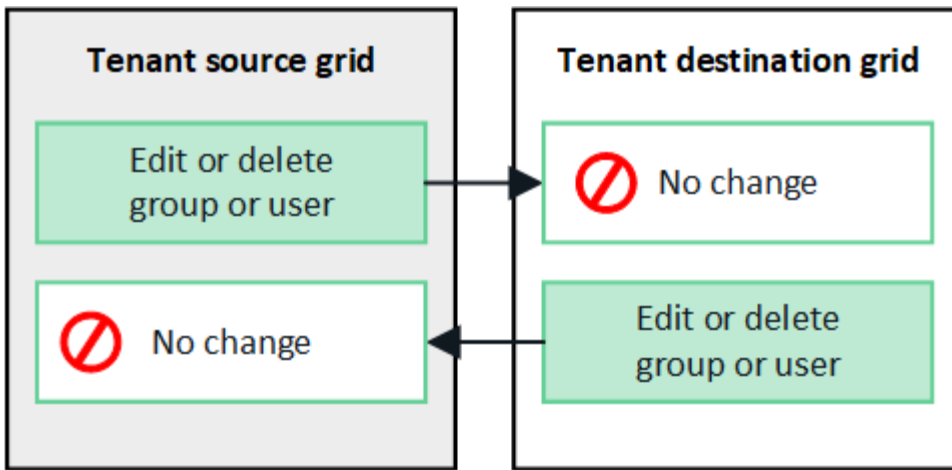 Tenant source grid
Edit or delete
group or user
No change
Tenant destination grid
No change
Edit or delete
group or user